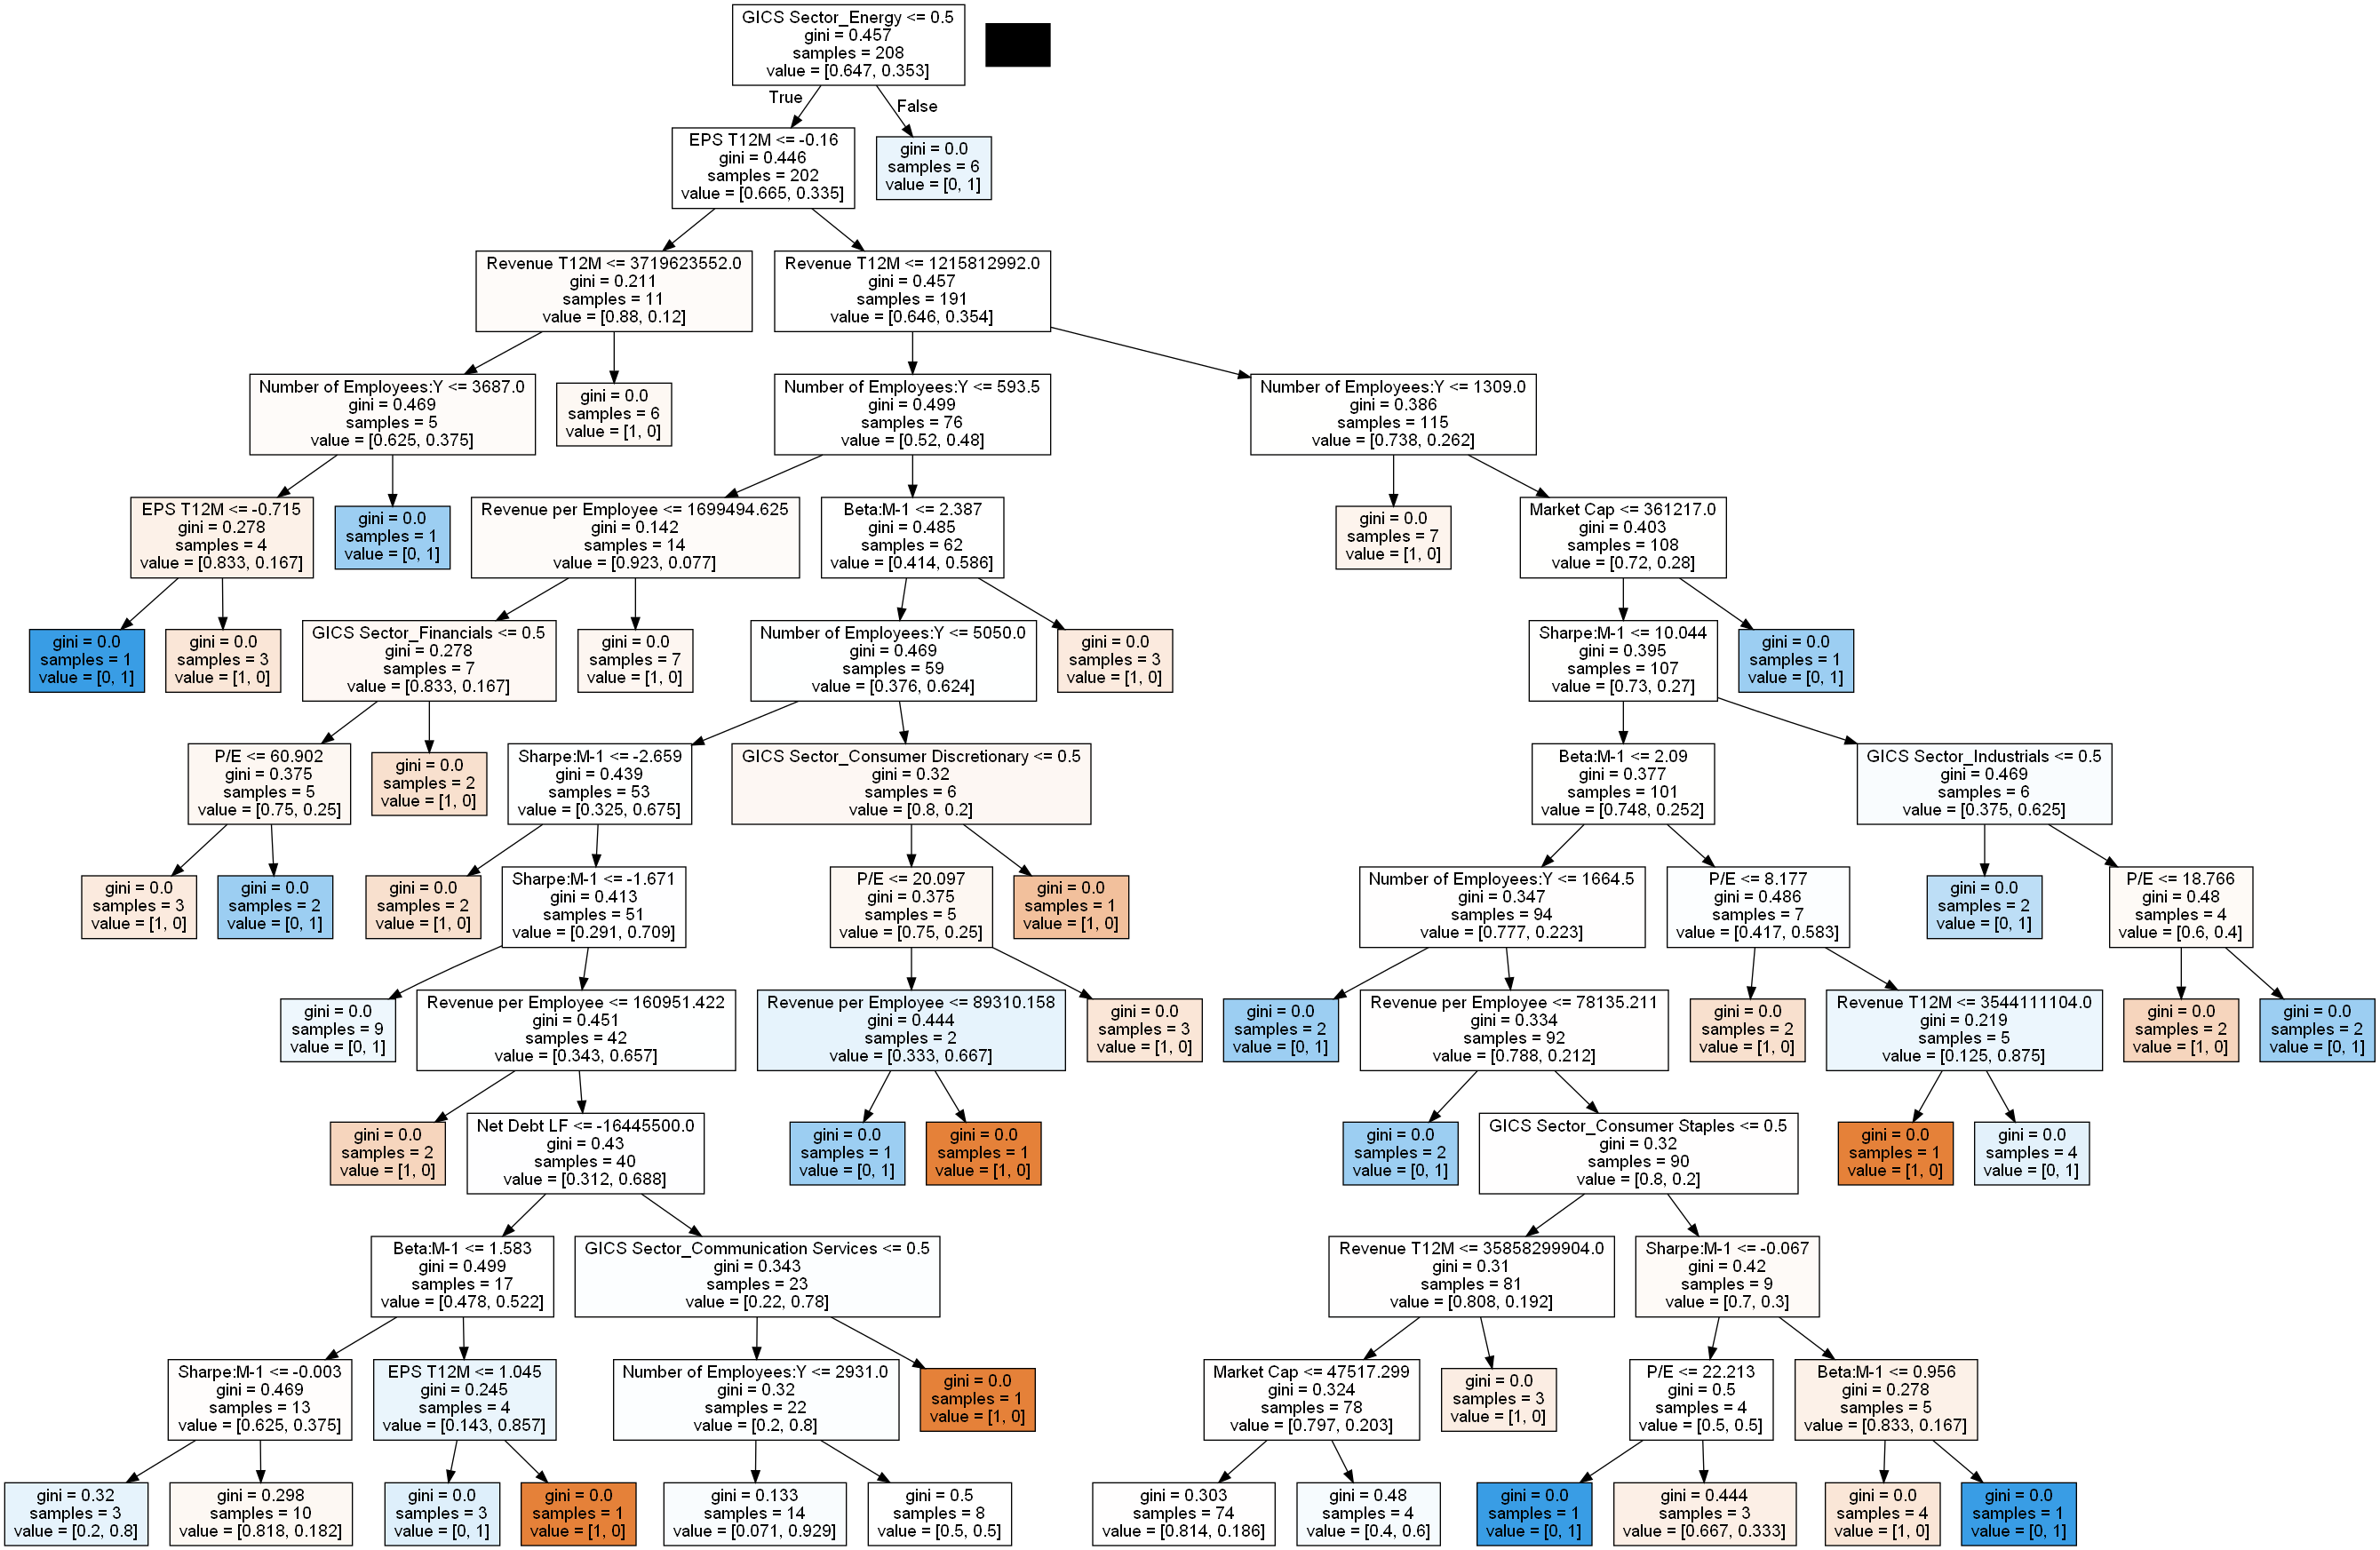 GICS Sector_Energy <= 0.5
gini = 0.457
samples = 208
value = [0.647, 0.353]
True
False
EPS T12M <= -0.16
gini = 0.446
samples = 202
value = [0.665, 0.335]
gini = 0.0
samples = 6
value = [0, 1]
Revenue T12M <= 3719623552.0
gini = 0.211
samples = 11
value = [0.88, 0.12]
Revenue T12M <= 1215812992.0
gini = 0.457
samples = 191
value = [0.646, 0.354]
Number of Employees:Y <= 3687.0
gini = 0.469
samples = 5
value = [0.625, 0.375]
gini = 0.0
samples = 6
value = [1, 0]
Number of Employees:Y <= 593.5
gini = 0.499
samples = 76
value = [0.52, 0.48]
Number of Employees:Y <= 1309.0
gini = 0.386
samples = 115
value = [0.738, 0.262]
EPS T12M <= -0.715
gini = 0.278
samples = 4
value = [0.833, 0.167]
gini = 0.0
samples = 1
value = [0, 1]
Revenue per Employee <= 1699494.625
gini = 0.142
samples = 14
value = [0.923, 0.077]
Beta:M-1 <= 2.387
gini = 0.485
samples = 62
value = [0.414, 0.586]
gini = 0.0
samples = 7
value = [1, 0]
Market Cap <= 361217.0
gini = 0.403
samples = 108
value = [0.72, 0.28]
gini = 0.0
samples = 1
value = [0, 1]
gini = 0.0
samples = 3
value = [1, 0]
GICS Sector_Financials <= 0.5
gini = 0.278
samples = 7
value = [0.833, 0.167]
gini = 0.0
samples = 7
value = [1, 0]
Number of Employees:Y <= 5050.0
gini = 0.469
samples = 59
value = [0.376, 0.624]
gini = 0.0
samples = 3
value = [1, 0]
Sharpe:M-1 <= 10.044
gini = 0.395
samples = 107
value = [0.73, 0.27]
gini = 0.0
samples = 1
value = [0, 1]
P/E <= 60.902
gini = 0.375
samples = 5
value = [0.75, 0.25]
gini = 0.0
samples = 2
value = [1, 0]
Sharpe:M-1 <= -2.659
gini = 0.439
samples = 53
value = [0.325, 0.675]
GICS Sector_Consumer Discretionary <= 0.5
gini = 0.32
samples = 6
value = [0.8, 0.2]
Beta:M-1 <= 2.09
gini = 0.377
samples = 101
value = [0.748, 0.252]
GICS Sector_Industrials <= 0.5
gini = 0.469
samples = 6
value = [0.375, 0.625]
gini = 0.0
samples = 3
value = [1, 0]
gini = 0.0
samples = 2
value = [0, 1]
gini = 0.0
samples = 2
value = [1, 0]
Sharpe:M-1 <= -1.671
gini = 0.413
samples = 51
value = [0.291, 0.709]
P/E <= 20.097
gini = 0.375
samples = 5
value = [0.75, 0.25]
gini = 0.0
samples = 1
value = [1, 0]
Number of Employees:Y <= 1664.5
gini = 0.347
samples = 94
value = [0.777, 0.223]
P/E <= 8.177
gini = 0.486
samples = 7
value = [0.417, 0.583]
gini = 0.0
samples = 2
value = [0, 1]
P/E <= 18.766
gini = 0.48
samples = 4
value = [0.6, 0.4]
gini = 0.0
samples = 9
value = [0, 1]
Revenue per Employee <= 160951.422
gini = 0.451
samples = 42
value = [0.343, 0.657]
Revenue per Employee <= 89310.158
gini = 0.444
samples = 2
value = [0.333, 0.667]
gini = 0.0
samples = 3
value = [1, 0]
gini = 0.0
samples = 2
value = [0, 1]
Revenue per Employee <= 78135.211
gini = 0.334
samples = 92
value = [0.788, 0.212]
gini = 0.0
samples = 2
value = [1, 0]
Revenue T12M <= 3544111104.0
gini = 0.219
samples = 5
value = [0.125, 0.875]
gini = 0.0
samples = 2
value = [1, 0]
gini = 0.0
samples = 2
value = [0, 1]
gini = 0.0
samples = 2
value = [1, 0]
Net Debt LF <= -16445500.0
gini = 0.43
samples = 40
value = [0.312, 0.688]
gini = 0.0
samples = 1
value = [0, 1]
gini = 0.0
samples = 1
value = [1, 0]
gini = 0.0
samples = 2
value = [0, 1]
GICS Sector_Consumer Staples <= 0.5
gini = 0.32
samples = 90
value = [0.8, 0.2]
gini = 0.0
samples = 1
value = [1, 0]
gini = 0.0
samples = 4
value = [0, 1]
Beta:M-1 <= 1.583
gini = 0.499
samples = 17
value = [0.478, 0.522]
GICS Sector_Communication Services <= 0.5
gini = 0.343
samples = 23
value = [0.22, 0.78]
Revenue T12M <= 35858299904.0
gini = 0.31
samples = 81
value = [0.808, 0.192]
Sharpe:M-1 <= -0.067
gini = 0.42
samples = 9
value = [0.7, 0.3]
Sharpe:M-1 <= -0.003
gini = 0.469
samples = 13
value = [0.625, 0.375]
EPS T12M <= 1.045
gini = 0.245
samples = 4
value = [0.143, 0.857]
Number of Employees:Y <= 2931.0
gini = 0.32
samples = 22
value = [0.2, 0.8]
gini = 0.0
samples = 1
value = [1, 0]
Market Cap <= 47517.299
gini = 0.324
samples = 78
value = [0.797, 0.203]
gini = 0.0
samples = 3
value = [1, 0]
P/E <= 22.213
gini = 0.5
samples = 4
value = [0.5, 0.5]
Beta:M-1 <= 0.956
gini = 0.278
samples = 5
value = [0.833, 0.167]
gini = 0.32
samples = 3
value = [0.2, 0.8]
gini = 0.298
samples = 10
value = [0.818, 0.182]
gini = 0.0
samples = 3
value = [0, 1]
gini = 0.0
samples = 1
value = [1, 0]
gini = 0.133
samples = 14
value = [0.071, 0.929]
gini = 0.5
samples = 8
value = [0.5, 0.5]
gini = 0.303
samples = 74
value = [0.814, 0.186]
gini = 0.48
samples = 4
value = [0.4, 0.6]
gini = 0.0
samples = 1
value = [0, 1]
gini = 0.444
samples = 3
value = [0.667, 0.333]
gini = 0.0
samples = 4
value = [1, 0]
gini = 0.0
samples = 1
value = [0, 1]